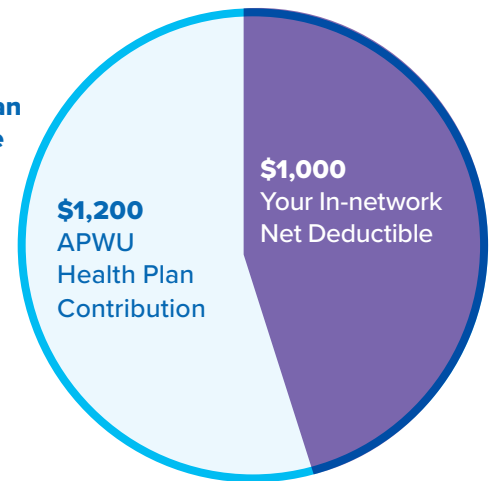 $1,200
APWU
Health Plan
Contribution
$1,000
Your In-network
Net Deductible